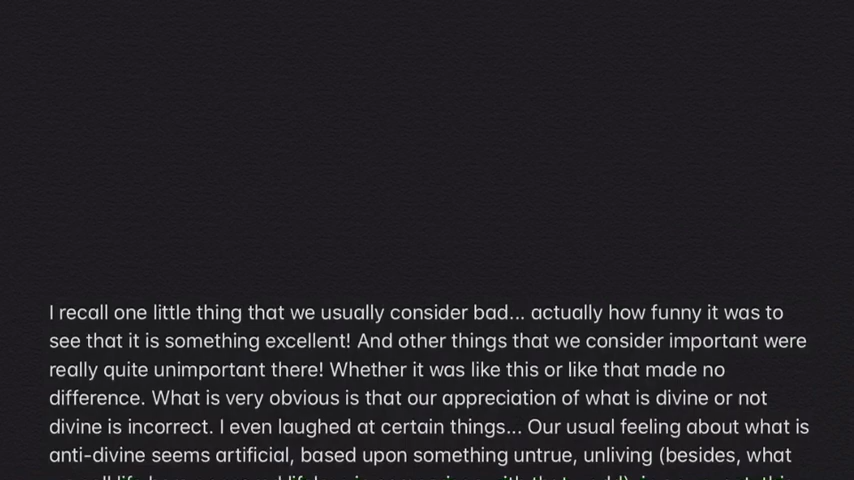 I recall one little thing that we usually consider bad... actually how funny it was to
see that it is something excellent! And other things that we consider important were
really quite unimportant there! Whether it was like this or like that made no
difference. What is very obvious is that our appreciation of what is divine or not
divine is incorrect. I even laughed at certain things... Our usual feeling about what is
anti-divine seems artificial, based upon something untrue, unliving (besides, what